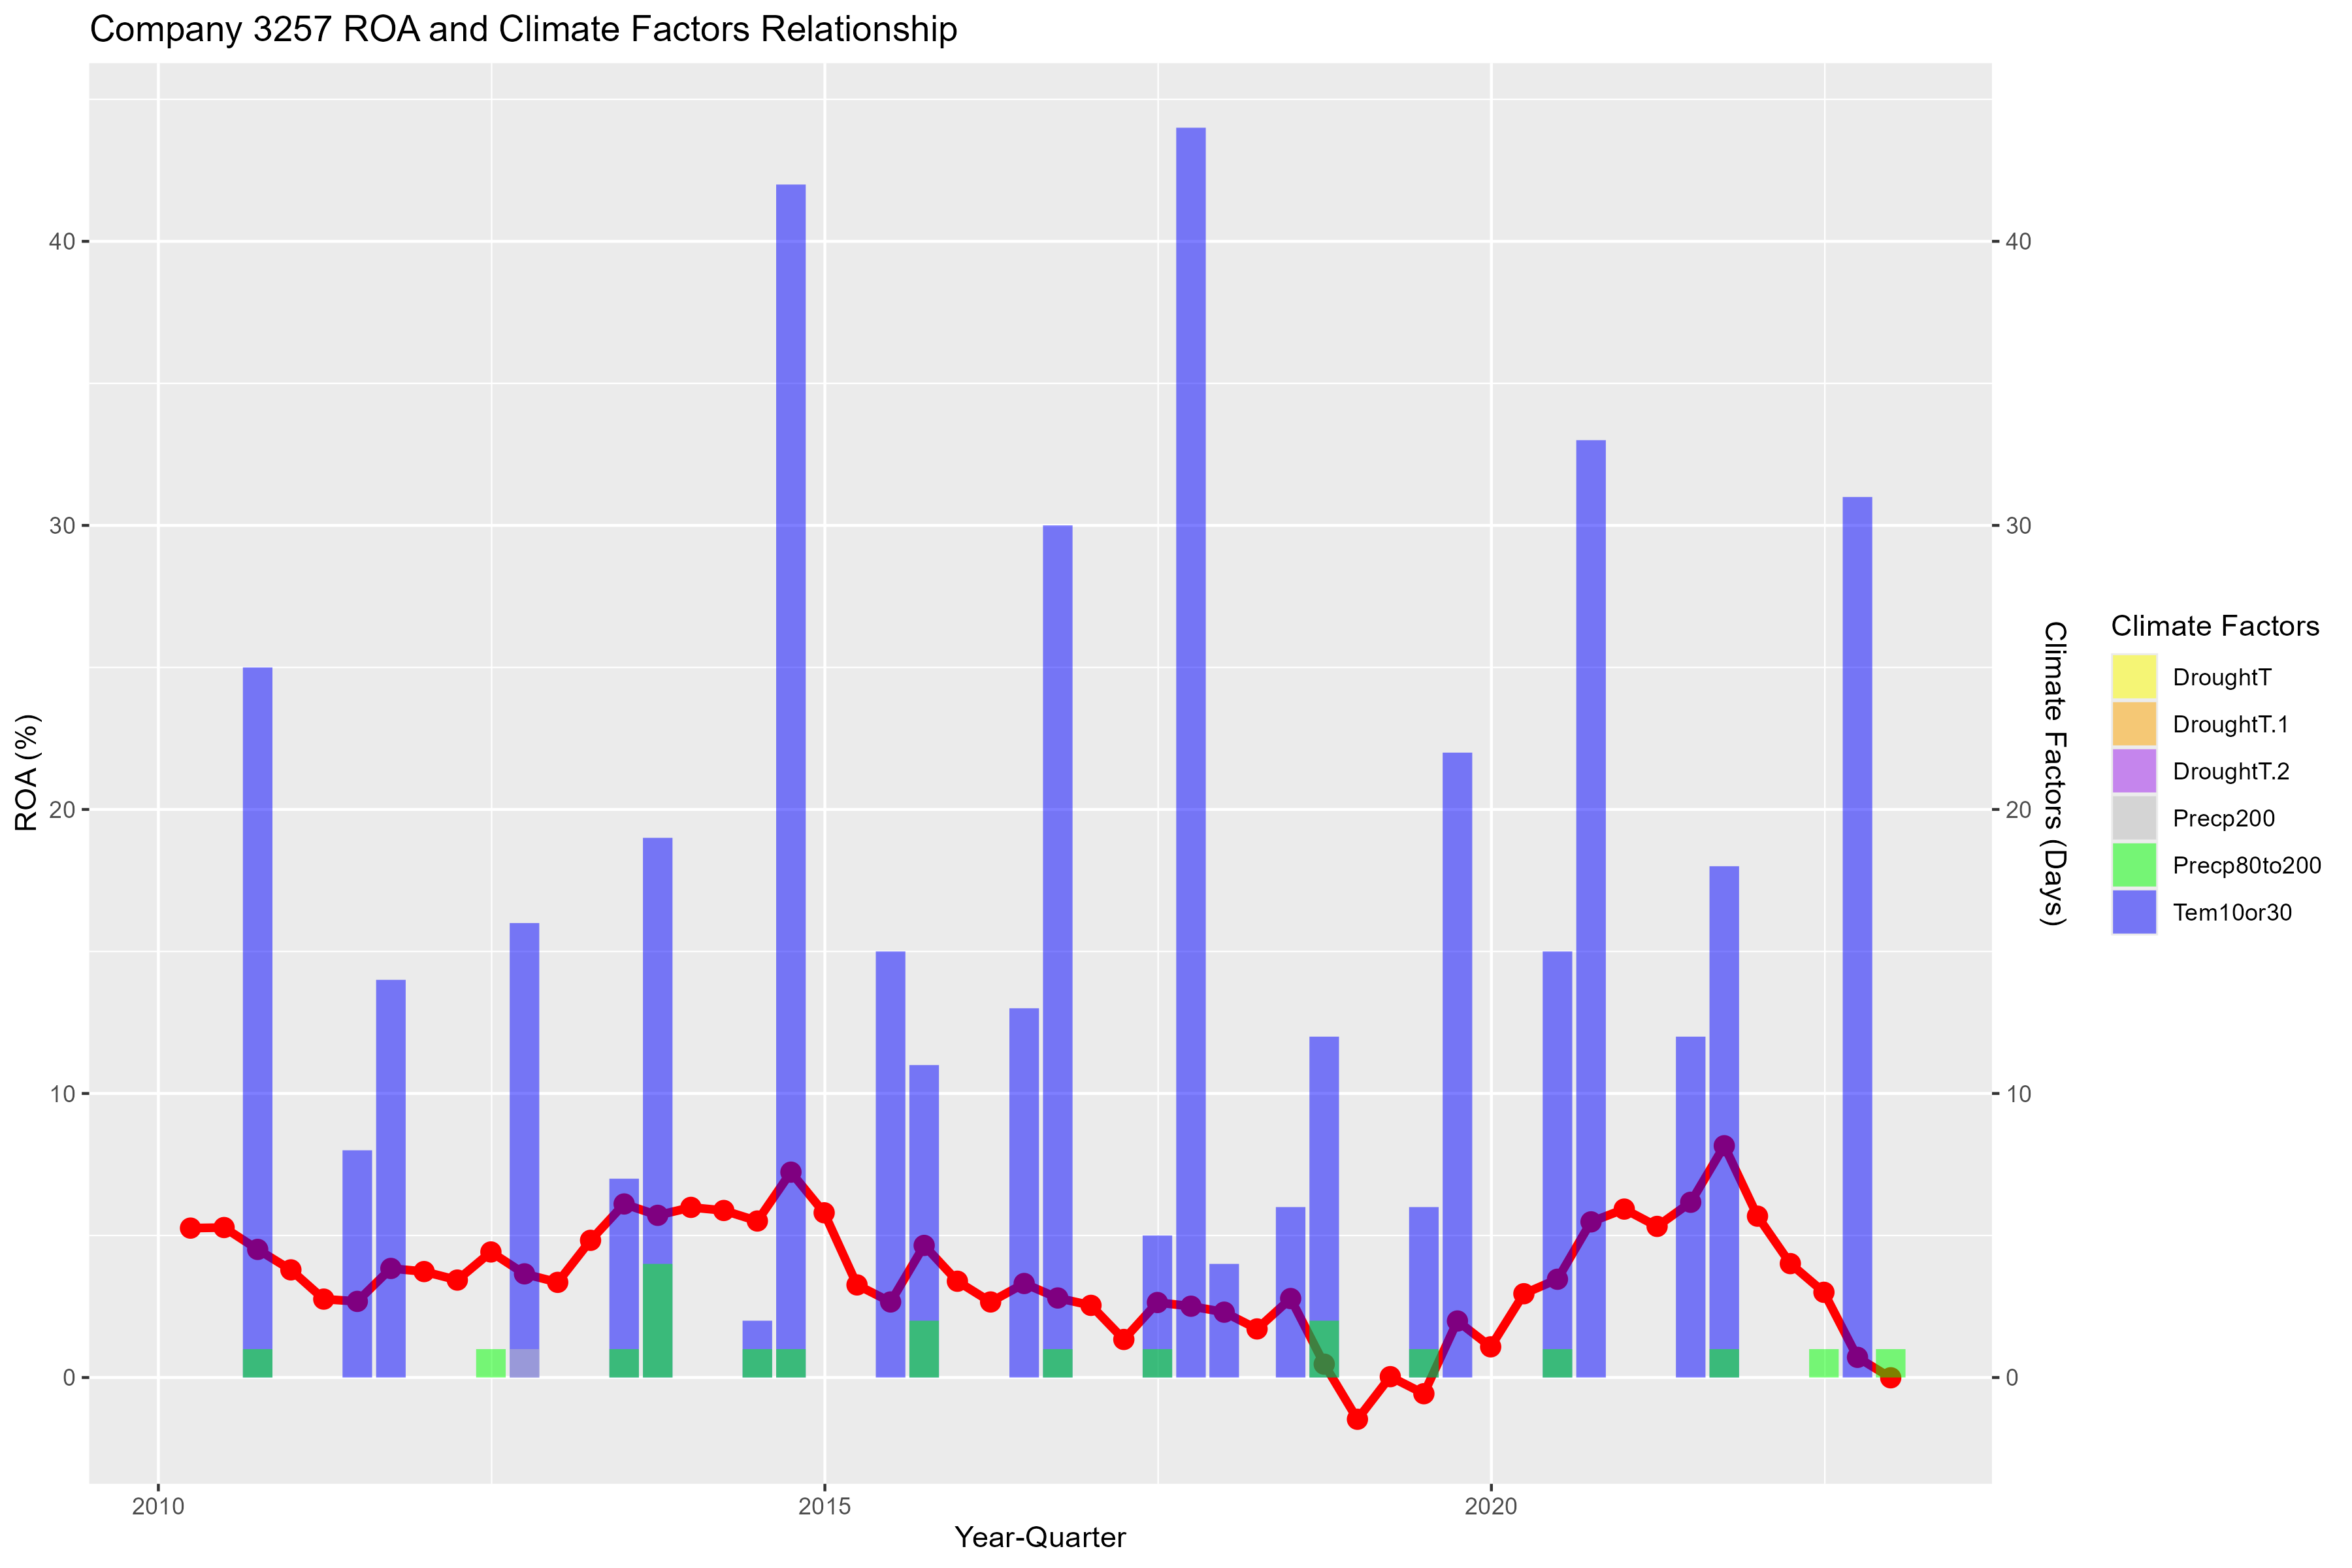 Company 3257 ROA and Climate Factors Relationship
ROA (%)
40
30
20
10
0
40
30
20
10
0
Climate Factors (Days)
2010
2015
2020
Year-Quarter
Climate Factors
DroughtT
DroughtT.1
DroughtT.2
Precp200
Precp80to200
Tem10or30